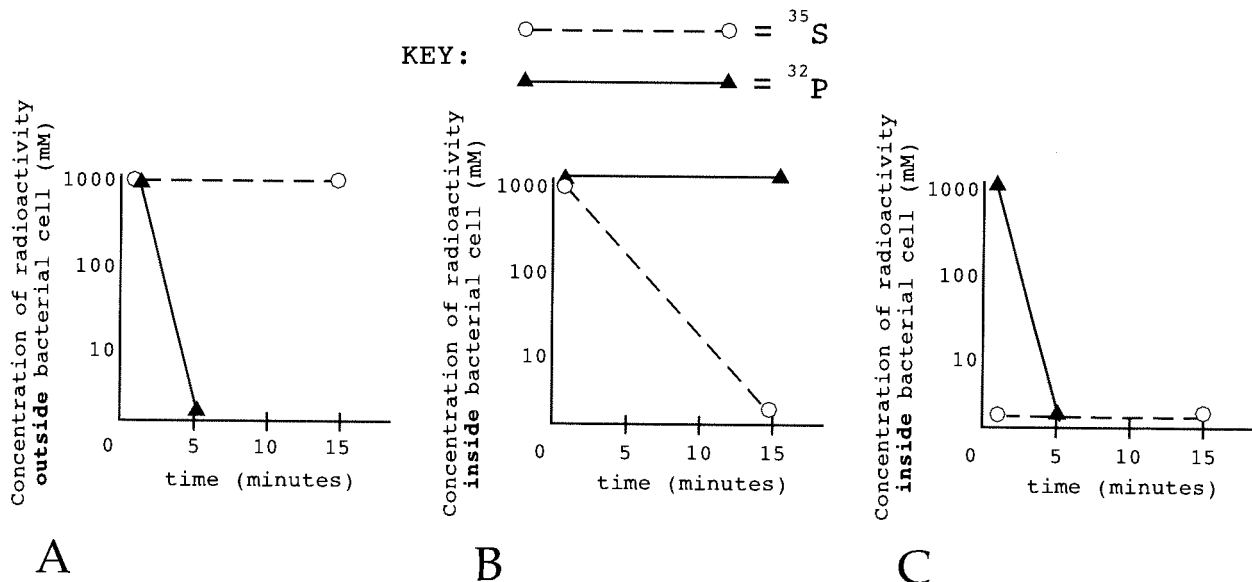 KEY:
= ³⁵S
= ³²P
Concentration of radioactivity
outside bacterial cell (mM)
1000
100
10
0 5 10 15
time (minutes)
A
Concentration of radioactivity
inside bacterial cell (mM)
1000
100
10
0 5 10 15
time (minutes)
B
Concentration of radioactivity
inside bacterial cell (mM)
1000
100
10
0 5 10 15
time (minutes)
C